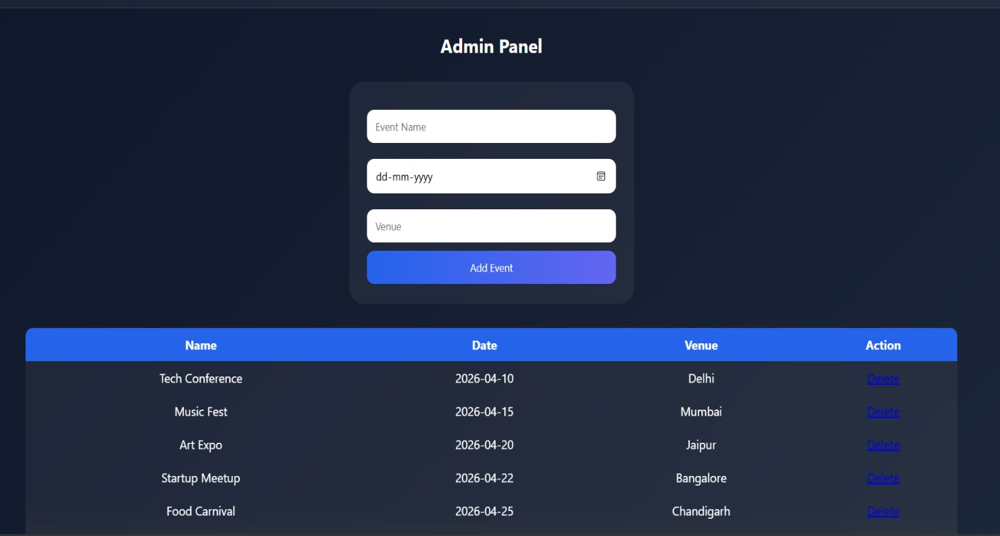 Admin Panel
Event Name
dd-mm-yyyy
Venue
Add Event
Name Date Venue Action
Tech Conference 2026-04-10 Delhi Delete
Music Fest 2026-04-15 Mumbai Delete
Art Expo 2026-04-20 Jaipur Delete
Startup Meetup 2026-04-22 Bangalore Delete
Food Carnival 2026-04-25 Chandigarh Delete